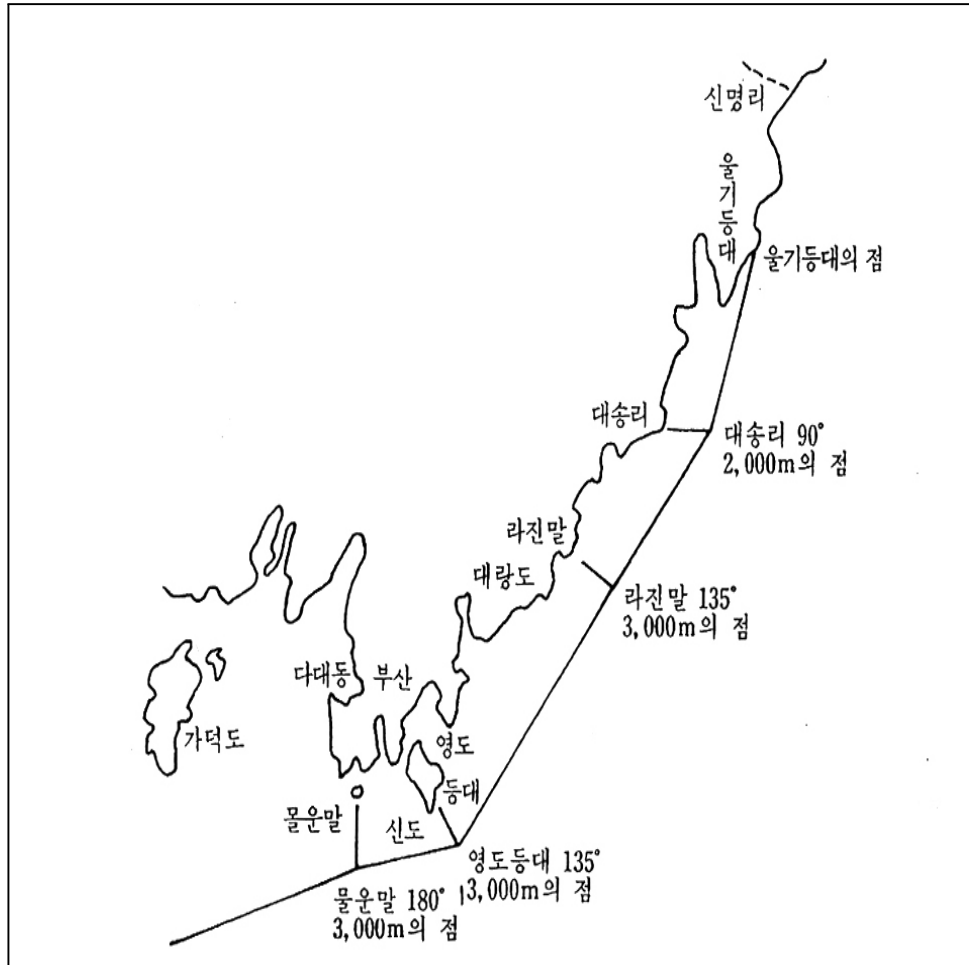 신명리
울기등대
울기등대의 점
대송리
대송리 90°
2,000m의 점
라진말
대랑도
라진말 135°
3,000m의 점
다대동
부산
가덕도
영도
등대
몰운말
신도
영도등대 135°
3,000m의 점
물운말 180°
3,000m의 점